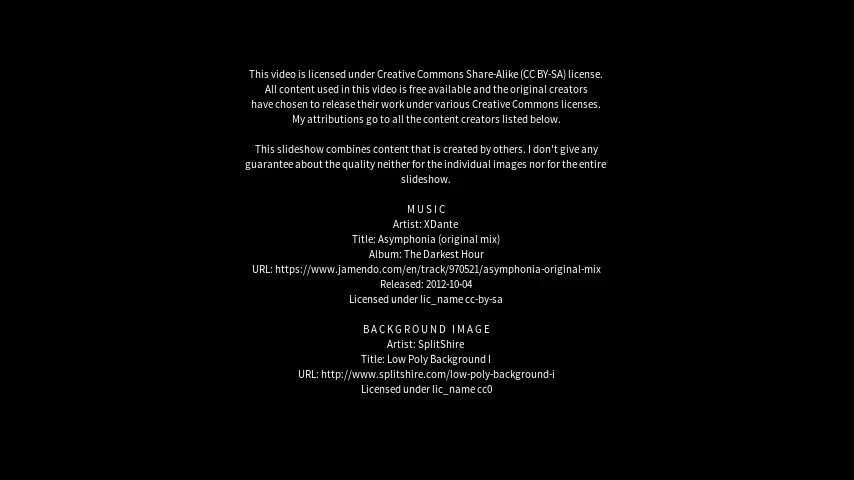 This video is licensed under Creative Commons Share-Alike (CC BY-SA) license.
All content used in this video is free available and the original creators
have chosen to release their work under various Creative Commons licenses.
My attributions go to all the content creators listed below.
This slideshow combines content that is created by others. I don't give any
guarantee about the quality neither for the individual images nor for the entire
slideshow.
MUSIC
Artist: XDante
Title: Asymphonia (original mix)
Album: The Darkest Hour
URL: https://www.jamendo.com/en/track/970521/asymphonia-original-mix
Released: 2012-10-04
Licensed under lic_name cc-by-sa
BACKGROUND IMAGE
Artist: SplitShire
Title: Low Poly Background I
URL: http://www.splitshire.com/low-poly-background-i
Licensed under lic_name cc0